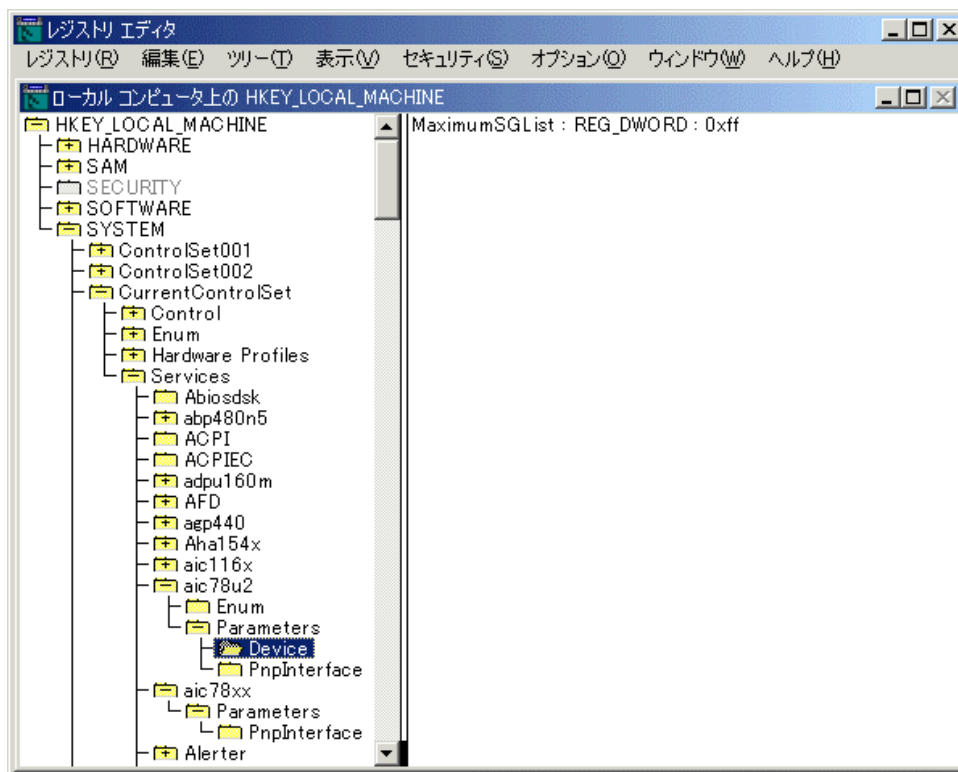 レジストリ エディタ
レジストリ(R) 編集(E) ツリー(T) 表示(V) セキュリティ(S) オプション(O) ウィンドウ(W) ヘルプ(H)
ローカル コンピュータ上の HKEY_LOCAL_MACHINE
HKEY_LOCAL_MACHINE
HARDWARE
SAM
SECURITY
SOFTWARE
SYSTEM
ControlSet001
ControlSet002
CurrentControlSet
Control
Enum
Hardware Profiles
Services
Abiosdsk
abp480n5
ACPI
ACPIEC
adpu160m
AFD
agp440
Aha154x
aic116x
aic78u2
Enum
Parameters
Device
PnpInterface
aic78xx
Parameters
PnpInterface
Alerter
MaximumSGList : REG_DWORD : 0xff